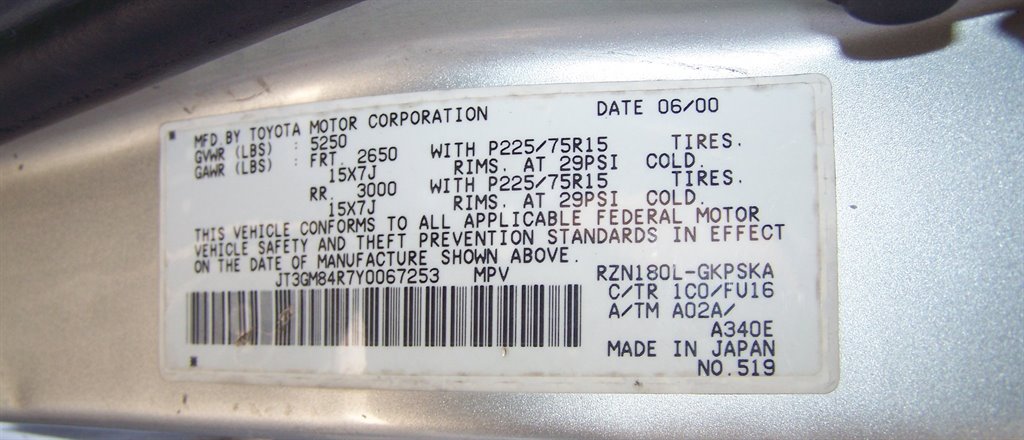 MFD.BY TOYOTA MOTOR CORPORATION DATE 06/00
GVWR (LBS) : 5250
GAWR (LBS) : FRT. 2650 WITH P225/75R15 TIRES.
15X7J RIMS. AT 29PSI COLD.
RR. 3000 WITH P225/75R15 TIRES.
15X7J RIMS. AT 29PSI COLD.
THIS VEHICLE CONFORMS TO ALL APPLICABLE FEDERAL MOTOR
VEHICLE SAFETY AND THEFT PREVENTION STANDARDS IN EFFECT
ON THE DATE OF MANUFACTURE SHOWN ABOVE.
JT3GM84R7Y0067253 MPV RZN180L-GKPSKA
C/TR 1C0/FU16
A/TM A02A/
A340E
MADE IN JAPAN
NO.519